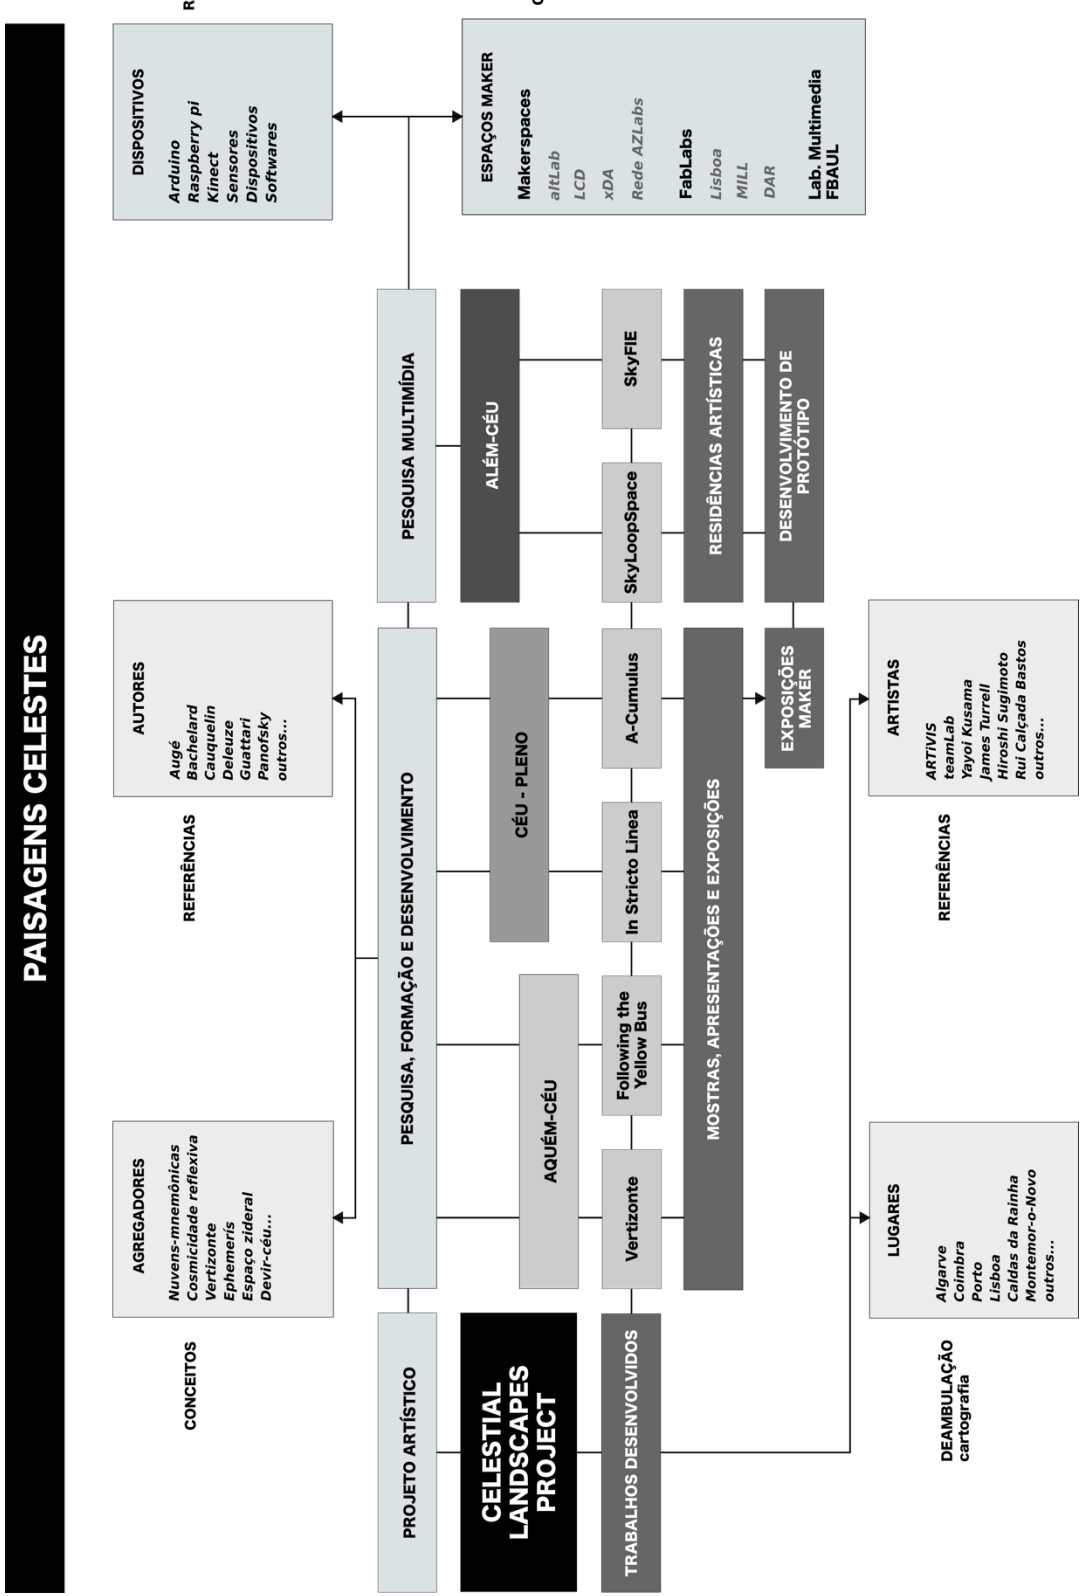 PAISAGENS CELESTES
CONCEITOS
AGREGADORES
Nuvens-mnemônicas
Cosmicidade reflexiva
Vertizonte
Ephemerís
Espaço zideral
Devir-céu...
REFERÊNCIAS
AUTORES
Augé
Bachelard
Cauquelin
Deleuze
Guattari
Panofsky
outros...
DISPOSITIVOS
Arduino
Raspberry pi
Kinect
Sensores
Dispositivos
Softwares
PROJETO ARTÍSTICO
PESQUISA, FORMAÇÃO E DESENVOLVIMENTO
PESQUISA MULTIMÍDIA
CELESTIAL
LANDSCAPES
PROJECT
AQUÉM-CÉU
CÉU - PLENO
ALÉM-CÉU
TRABALHOS DESENVOLVIDOS
Vertizonte
Following the
Yellow Bus
In Stricto Linea
A-Cumulus
SkyLoopSpace
SkyFIE
MOSTRAS, APRESENTAÇÕES E EXPOSIÇÕES
RESIDÊNCIAS ARTÍSTICAS
EXPOSIÇÕES
MAKER
DESENVOLVIMENTO DE
PROTÓTIPO
ESPAÇOS MAKER
Makerspaces
altLab
LCD
xDA
Rede AZLabs
FabLabs
Lisboa
MILL
DAR
Lab. Multimedia
FBAUL
DEAMBULAÇÃO
cartografia
LUGARES
Algarve
Coimbra
Porto
Lisboa
Caldas da Rainha
Montemor-o-Novo
outros...
REFERÊNCIAS
ARTISTAS
ARTiVIS
teamLab
Yayoi Kusama
James Turrell
Hiroshi Sugimoto
Rui Calçada Bastos
outros...